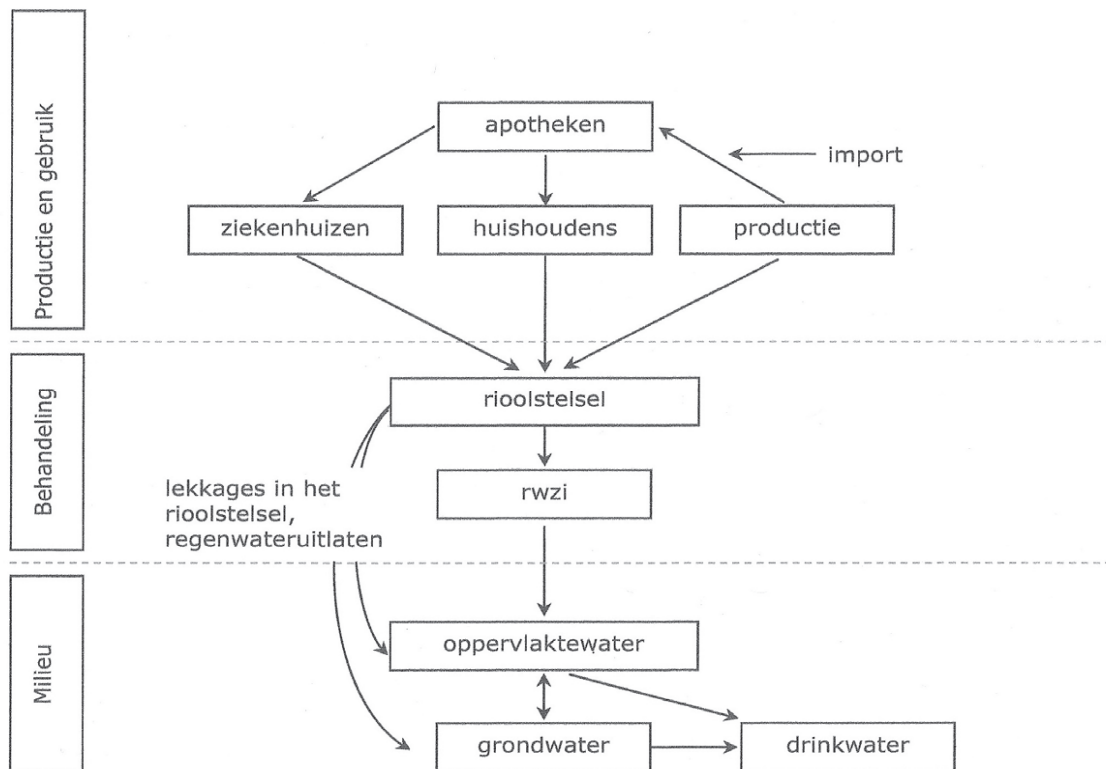 Productie en gebruik
apotheken
import
ziekenhuizen
huishoudens
productie
Behandeling
rioolstelsel
lekkages in het
rioolstelsel,
regenwateruitlaten
rwzi
Milieu
oppervlaktewater
grondwater
drinkwater